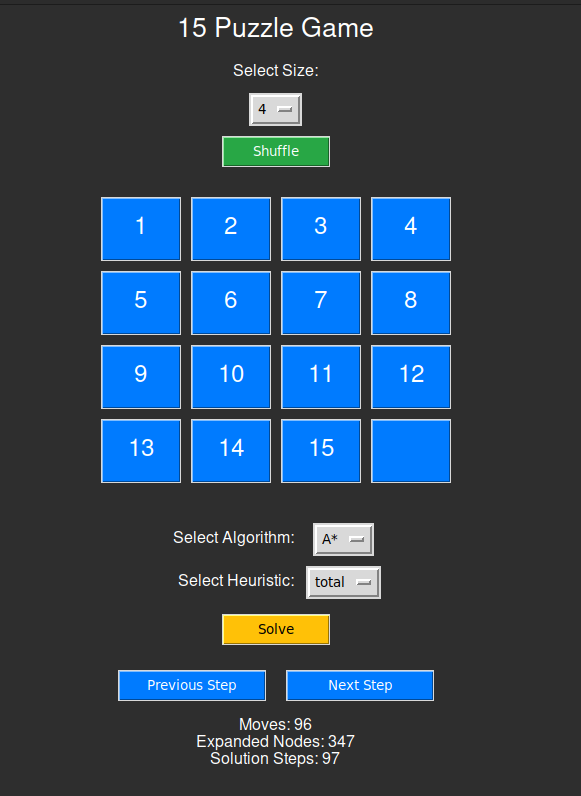 15 Puzzle Game
Select Size:
4
Shuffle
1 2 3 4
5 6 7 8
9 10 11 12
13 14 15
Select Algorithm: A*
Select Heuristic: total
Solve
Previous Step Next Step
Moves: 96
Expanded Nodes: 347
Solution Steps: 97